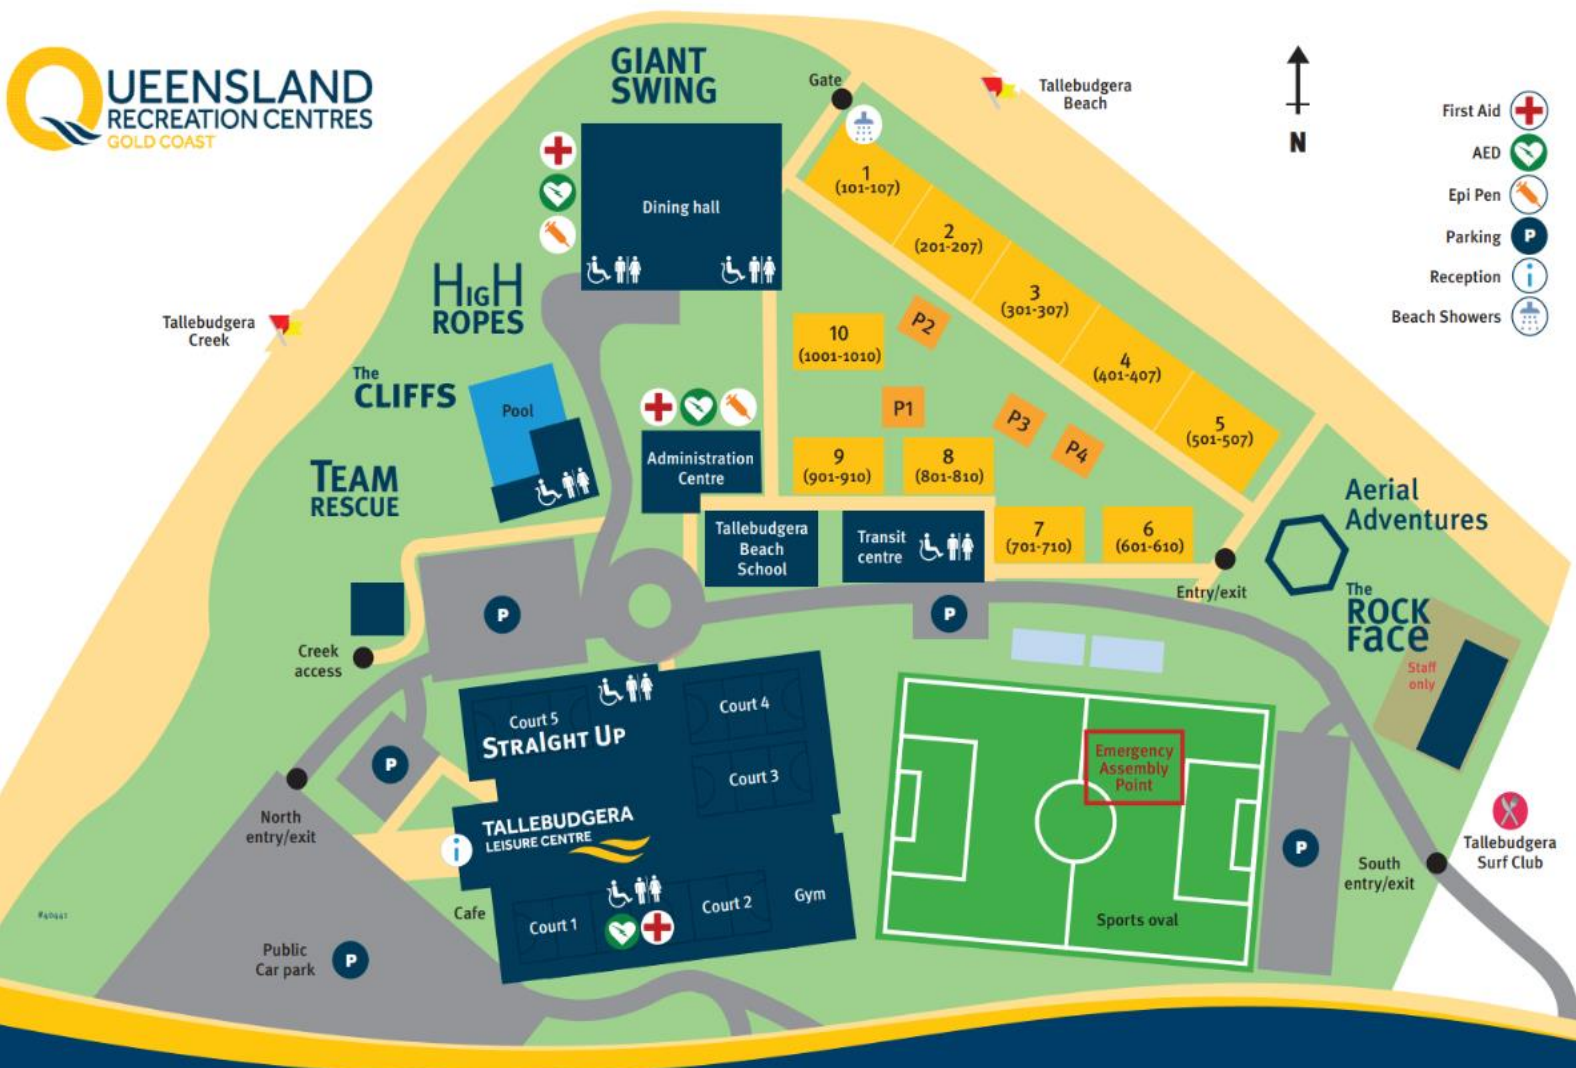 QUEENSLAND
RECREATION CENTRES
GOLD COAST
GIANT
SWING
Gate
Tallebudgera
Beach
N
First Aid
AED
Epi Pen
Parking
P
Reception
i
Beach Showers
Dining hall
1
(101-107)
2
(201-207)
3
(301-307)
4
(401-407)
5
(501-507)
HIGH
ROPES
Tallebudgera
Creek
10
(1001-1010)
P2
P1
P3
P4
The
CLIFFS
Pool
TEAM
RESCUE
Administration
Centre
9
(901-910)
8
(801-810)
7
(701-710)
6
(601-610)
Tallebudgera
Beach
School
Transit
centre
Aerial
Adventures
Entry/exit
The
ROCK
FACE
Staff
only
P
P
Creek
access
Court 5
STRAIGHT UP
Court 4
Court 3
P
North
entry/exit
TALLEBUDGERA
LEISURE CENTRE
i
Cafe
Court 1
Court 2
Gym
Emergency
Assembly
Point
Sports oval
P
South
entry/exit
Tallebudgera
Surf Club
Public
Car park
P
#40441